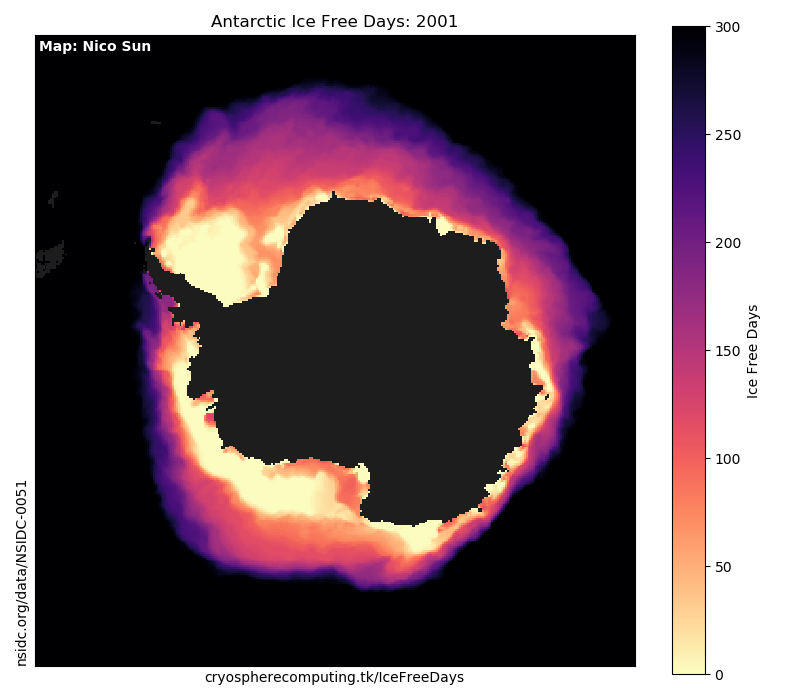 Antarctic Ice Free Days: 2001
Map: Nico Sun
300
250
200
150
100
50
0
Ice Free Days
nsidc.org/data/NSIDC-0051
cryospherecomputing.tk/IceFreeDays